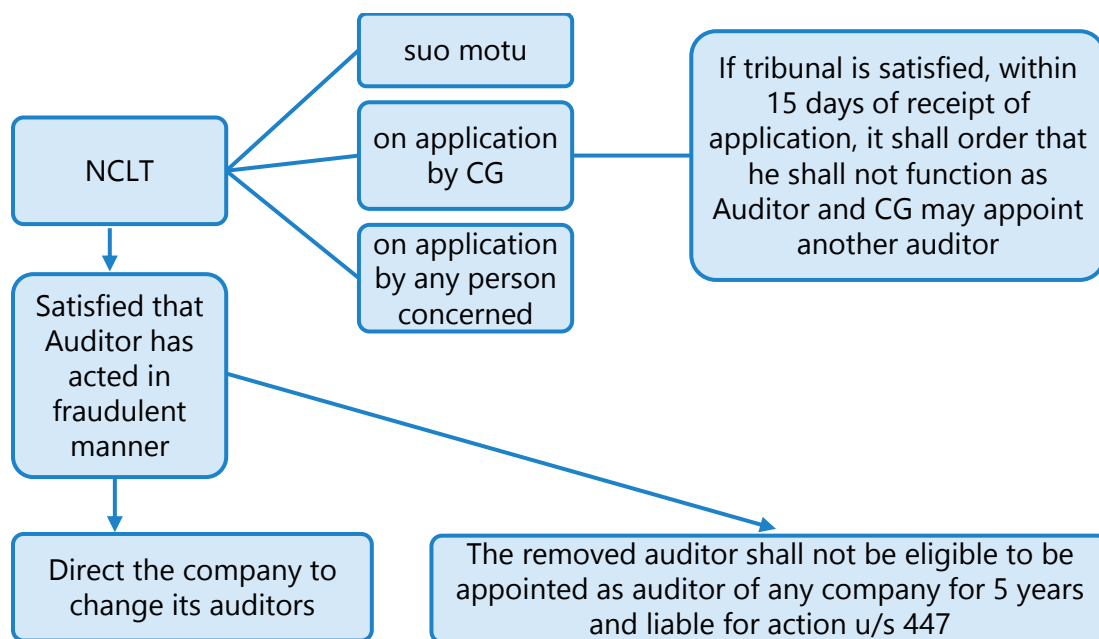 NCLT
suo motu
on application
by CG
on application
by any person
concerned
If tribunal is satisfied, within
15 days of receipt of
application, it shall order that
he shall not function as
Auditor and CG may appoint
another auditor
Satisfied that
Auditor has
acted in
fraudulent
manner
Direct the company to
change its auditors
The removed auditor shall not be eligible to be
appointed as auditor of any company for 5 years
and liable for action u/s 447